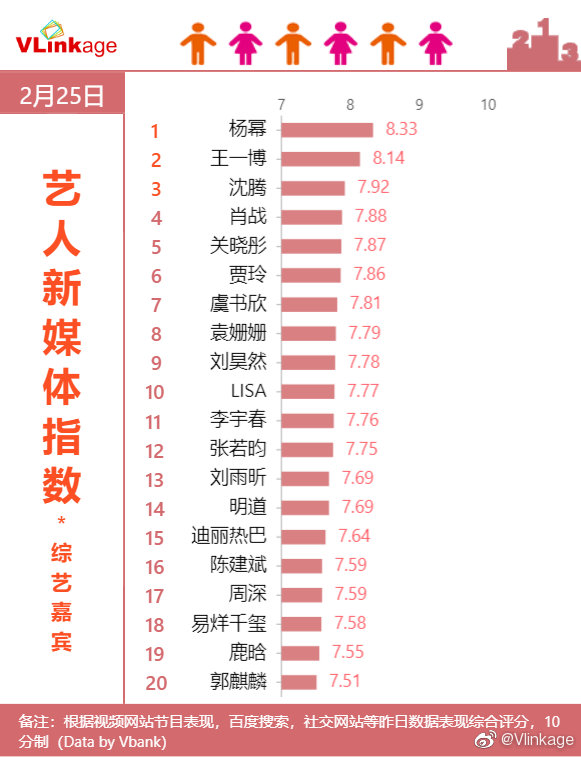 VLinkage
1
2
3
2月25日
艺人新媒体指数
*综艺嘉宾
7 8 9 10
1 杨幂 8.33
2 王一博 8.14
3 沈腾 7.92
4 肖战 7.88
5 关晓彤 7.87
6 贾玲 7.86
7 虞书欣 7.81
8 袁姗姗 7.79
9 刘昊然 7.78
10 LISA 7.77
11 李宇春 7.76
12 张若昀 7.75
13 刘雨昕 7.69
14 明道 7.69
15 迪丽热巴 7.64
16 陈建斌 7.59
17 周深 7.59
18 易烊千玺 7.58
19 鹿晗 7.55
20 郭麒麟 7.51
备注：根据视频网站节目表现，百度搜索，社交网站等昨日数据表现综合评分，10
分制（Data by Vbank)
@Vlinkage